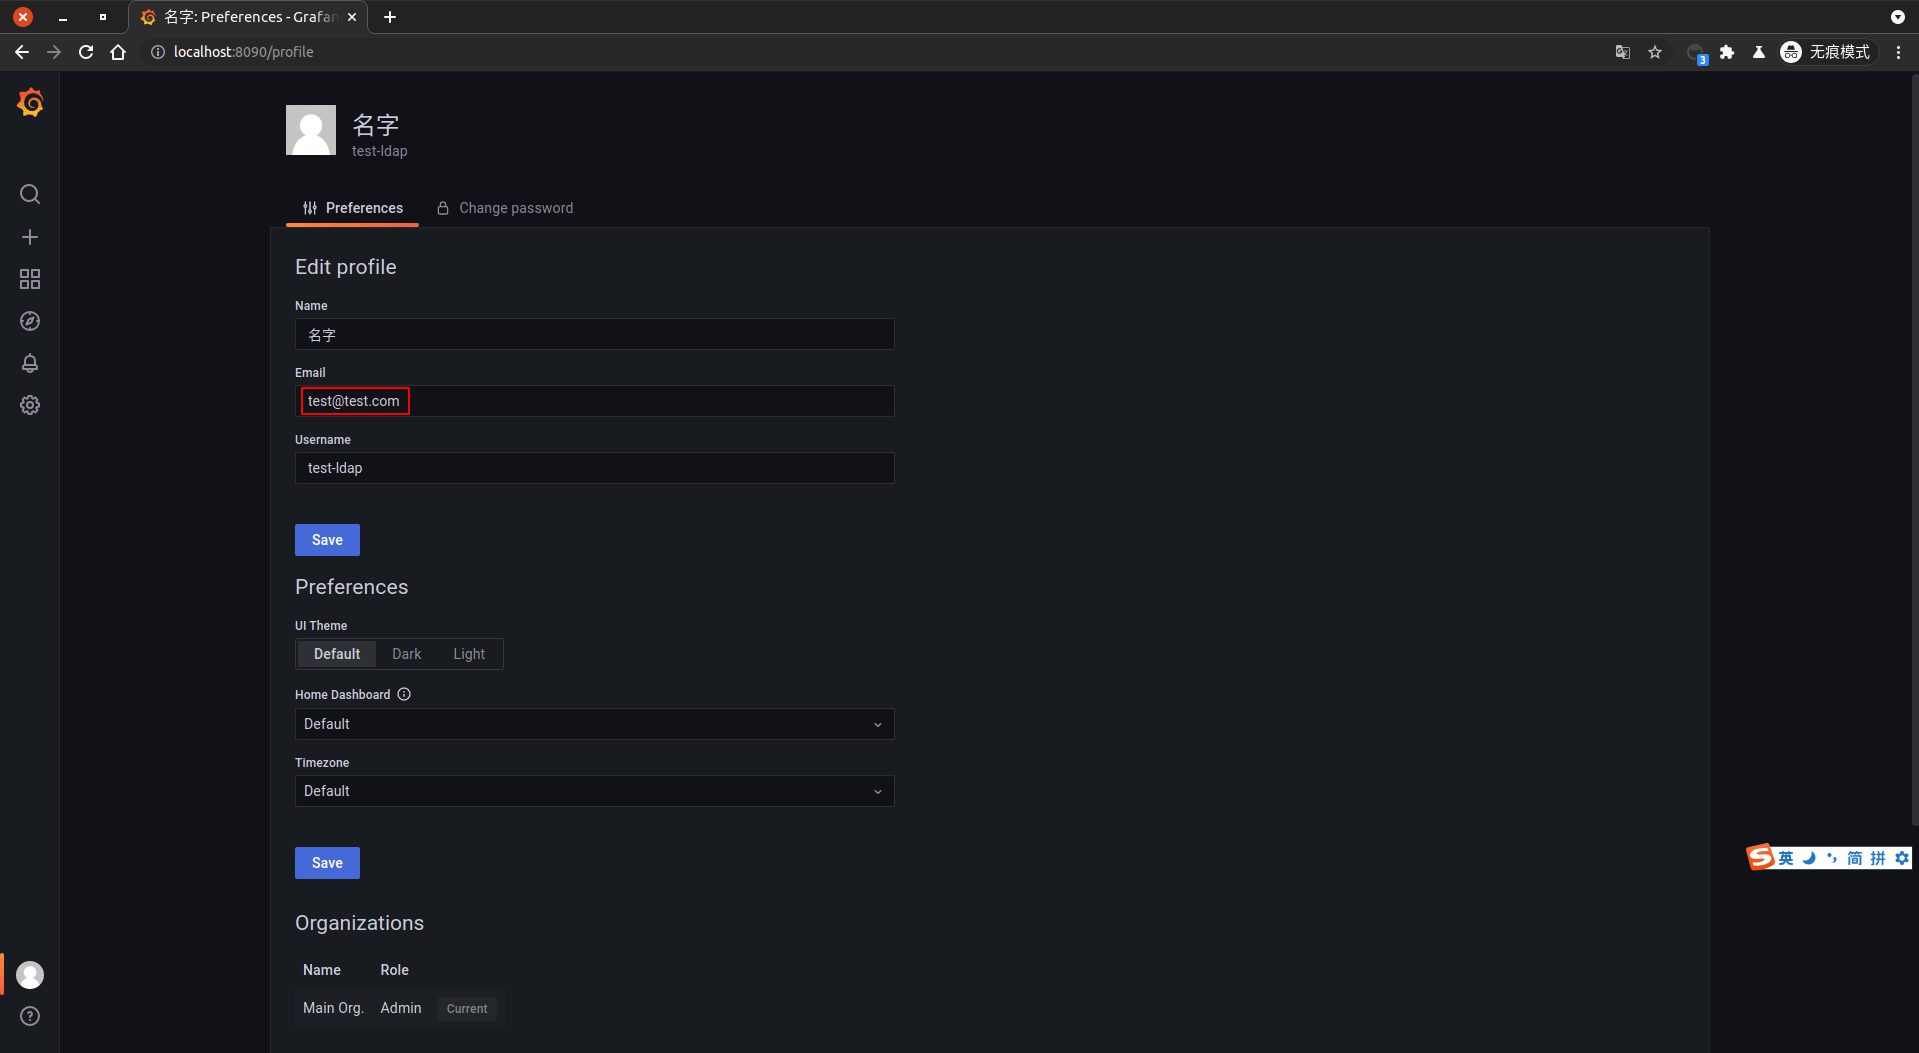 名字: Preferences - Grafan
localhost:8090/profile
3
无痕模式
名字
test-ldap
Preferences
Change password
Edit profile
Name
名字
Email
test@test.com
Username
test-ldap
Save
Preferences
UI Theme
Default Dark Light
Home Dashboard
Default
Timezone
Default
Save
英 简 拼
Organizations
Name Role
Main Org. Admin Current